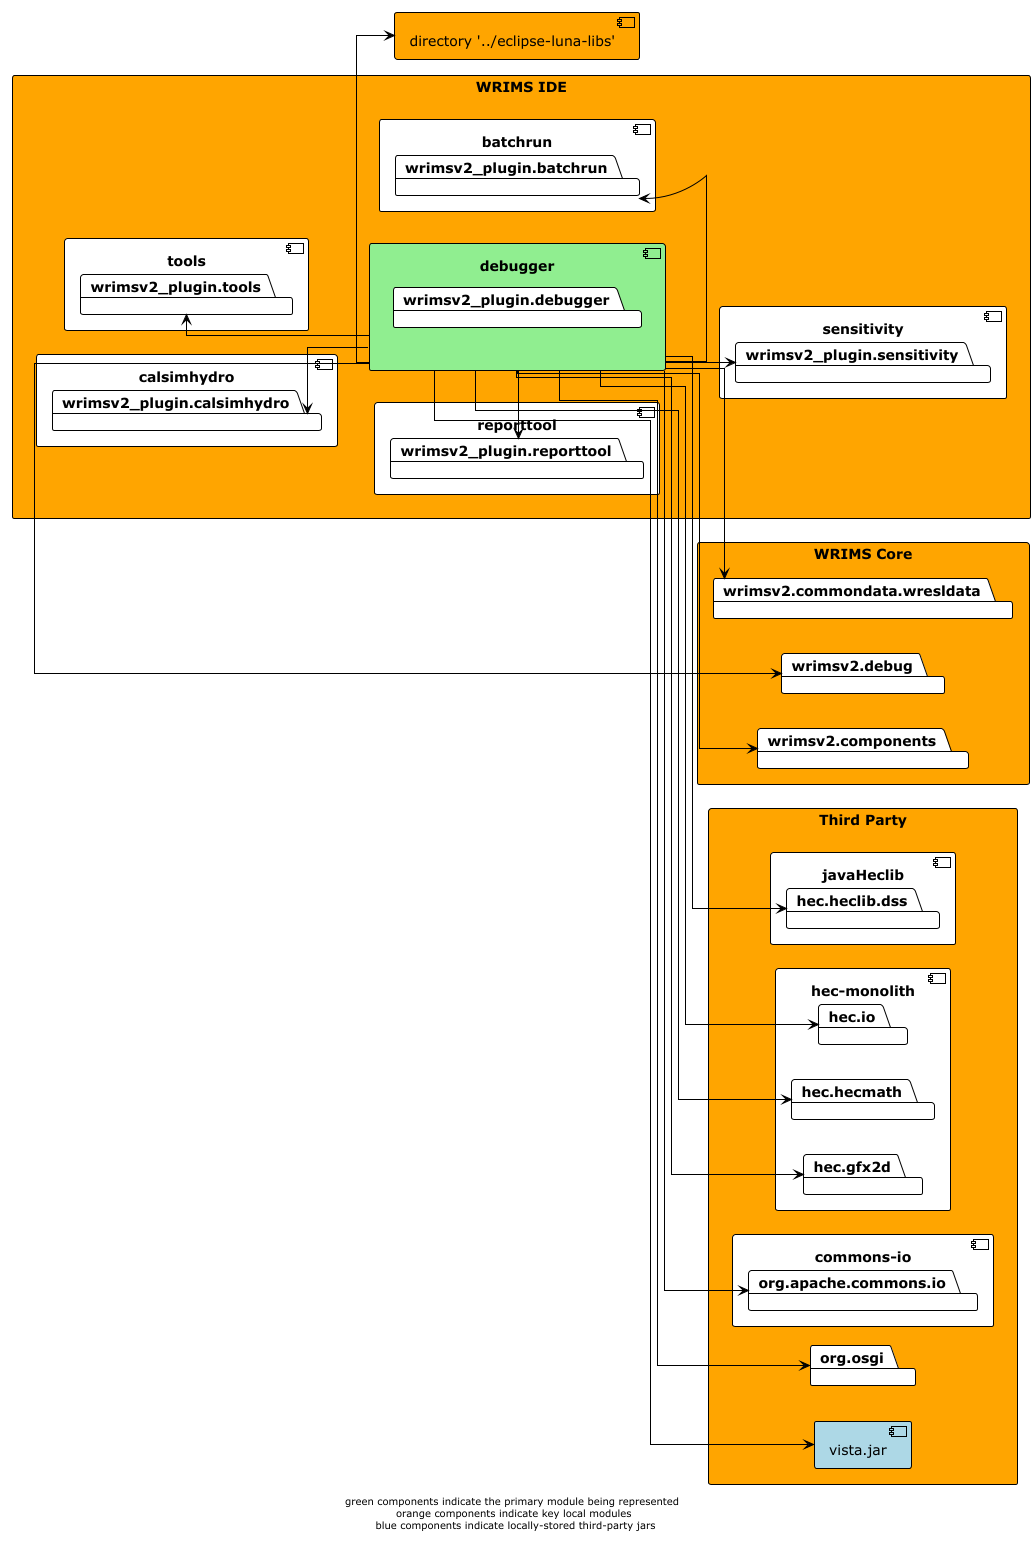 directory '../eclipse-luna-libs'
WRIMS IDE
batchrun
wrimsv2_plugin.batchrun
tools
wrimsv2_plugin.tools
debugger
wrimsv2_plugin.debugger
sensitivity
wrimsv2_plugin.sensitivity
calsimhydro
wrimsv2_plugin.calsimhydro
reporttool
wrimsv2_plugin.reporttool
WRIMS Core
wrimsv2.commondata.wresldata
wrimsv2.debug
wrimsv2.components
Third Party
javaHeclib
hec.heclib.dss
hec-monolith
hec.io
hec.hecmath
hec.gfx2d
commons-io
org.apache.commons.io
org.osgi
vista.jar
green components indicate the primary module being represented
orange components indicate key local modules
blue components indicate locally-stored third-party jars